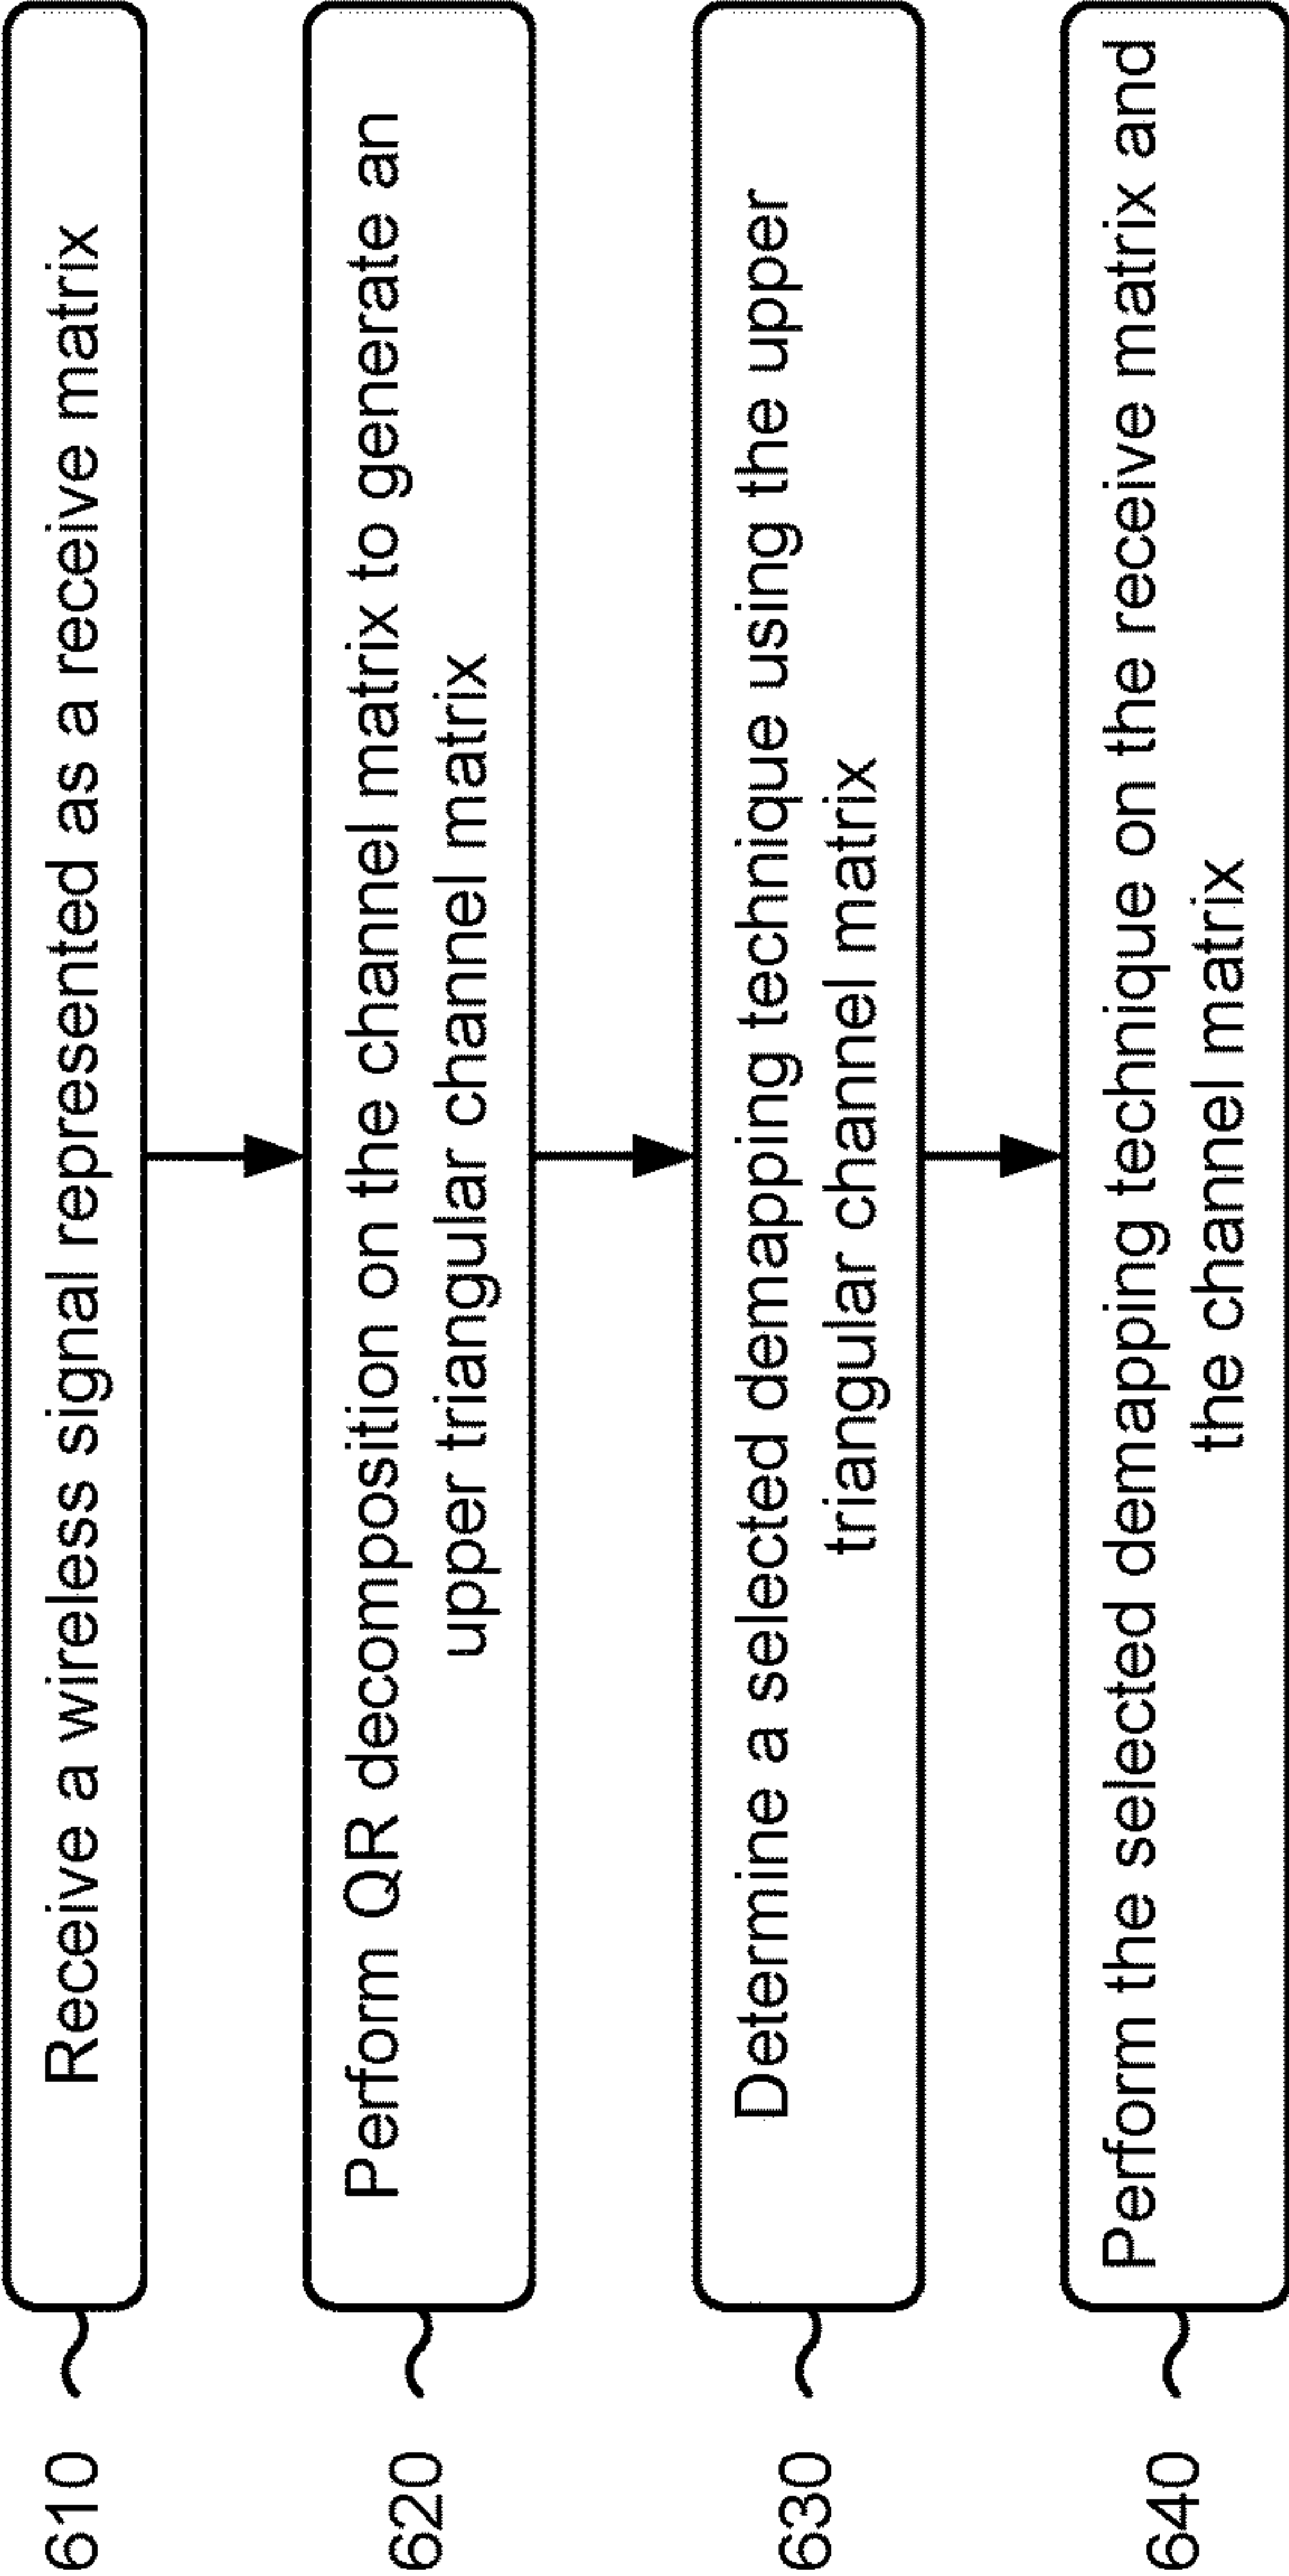 610
Receive a wireless signal represented as a receive matrix
620
Perform QR decomposition on the channel matrix to generate an
upper triangular channel matrix
630
Determine a selected demapping technique using the upper
triangular channel matrix
640
Perform the selected demapping technique on the receive matrix and
the channel matrix